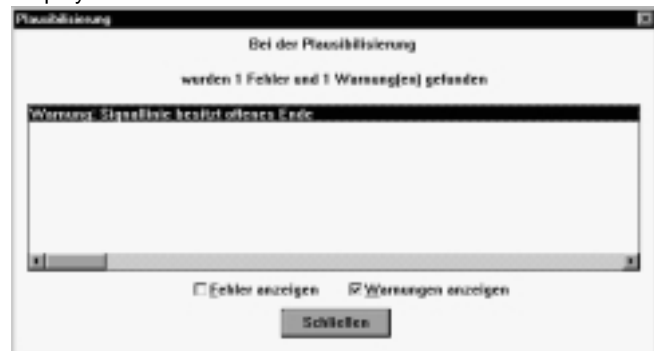 Plausibilisierung
Bei der Plausibilisierung
wurden 1 Fehler und 1 Warnung(en) gefunden
Warnung: Signallinie besitzt offenes Ende
Fehler anzeigen Warnungen anzeigen
Schließen